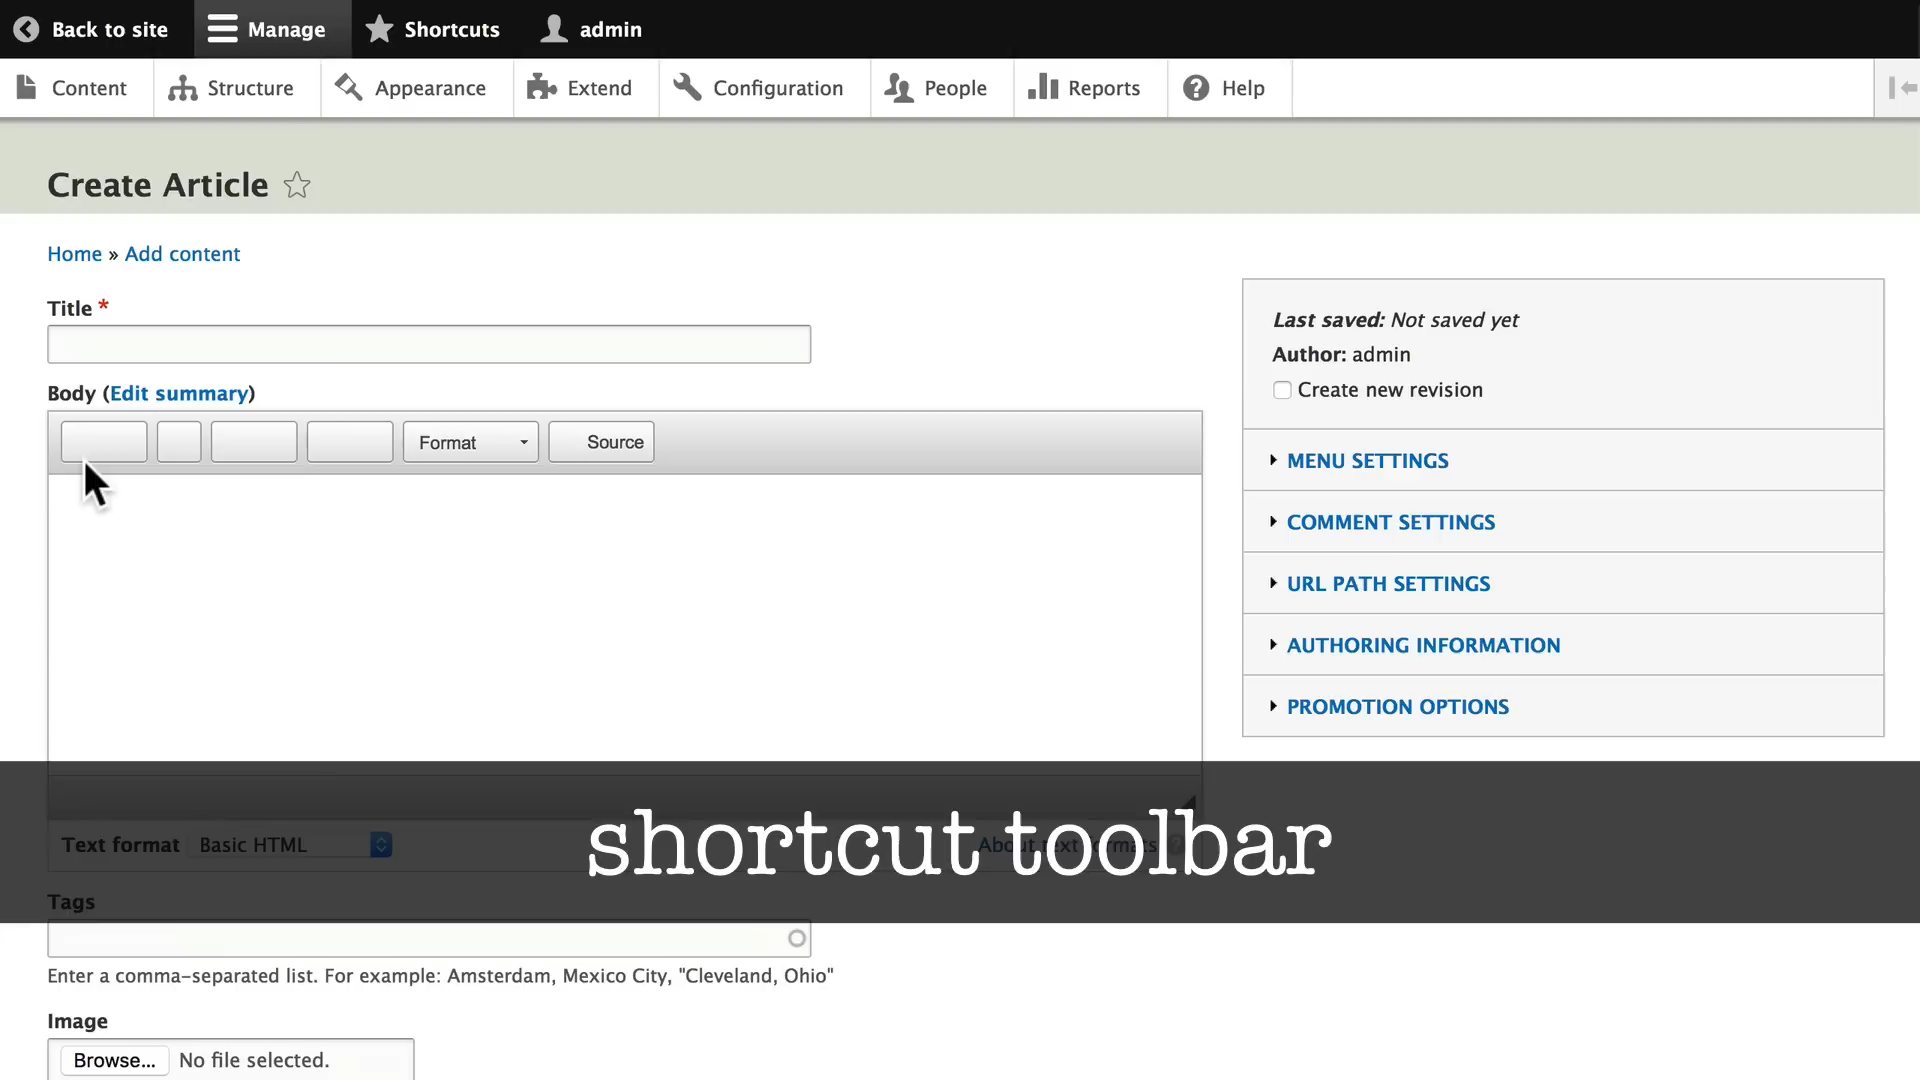 Back to site Manage Shortcuts admin
Content Structure Appearance Extend Configuration People Reports Help
Create Article
Home » Add content
Title *
Body (Edit summary)
Format Source
Last saved: Not saved yet
Author: admin
Create new revision
MENU SETTINGS
COMMENT SETTINGS
URL PATH SETTINGS
AUTHORING INFORMATION
PROMOTION OPTIONS
shortcut toolbar
Text format Basic HTML About text formats
Tags
Enter a comma-separated list. For example: Amsterdam, Mexico City, "Cleveland, Ohio"
Image
Browse... No file selected.